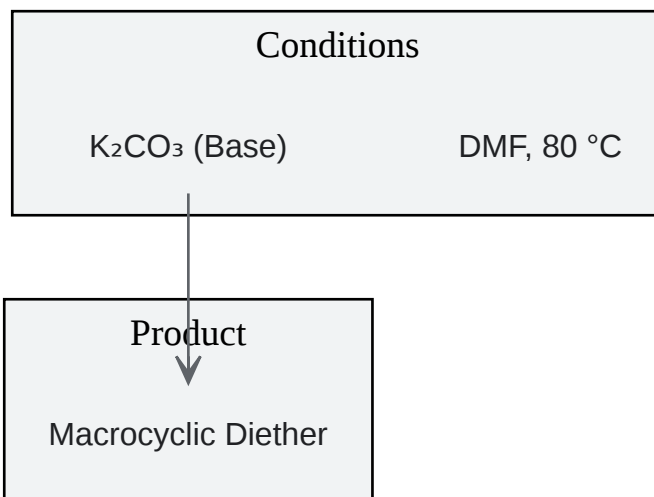 Conditions
K₂CO₃ (Base) DMF, 80 °C
Product
Macrocyclic Diether